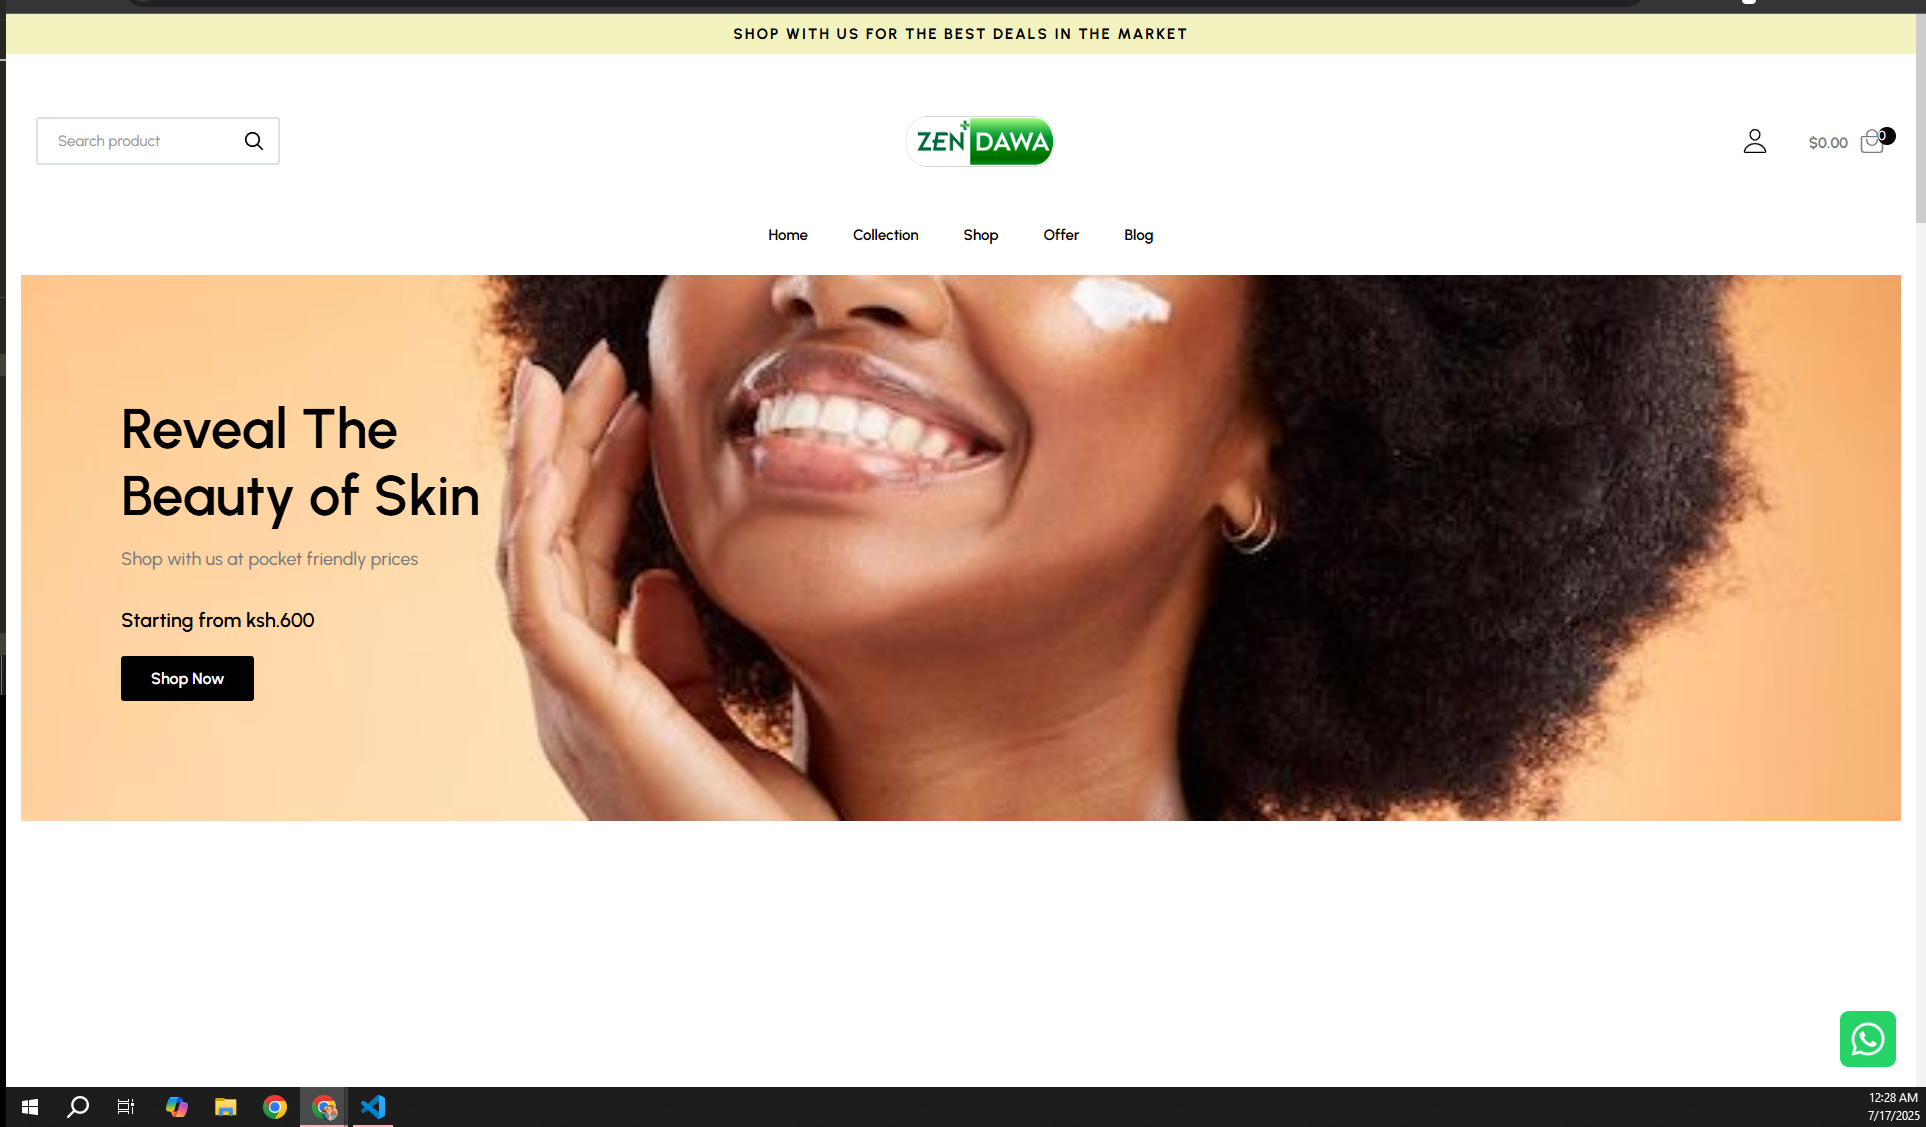 SHOP WITH US FOR THE BEST DEALS IN THE MARKET
Search product
ZEN DAWA
$0.00
0
Home
Collection
Shop
Offer
Blog
Reveal The
Beauty of Skin
Shop with us at pocket friendly prices
Starting from ksh.600
Shop Now
12:28 AM
7/17/2025